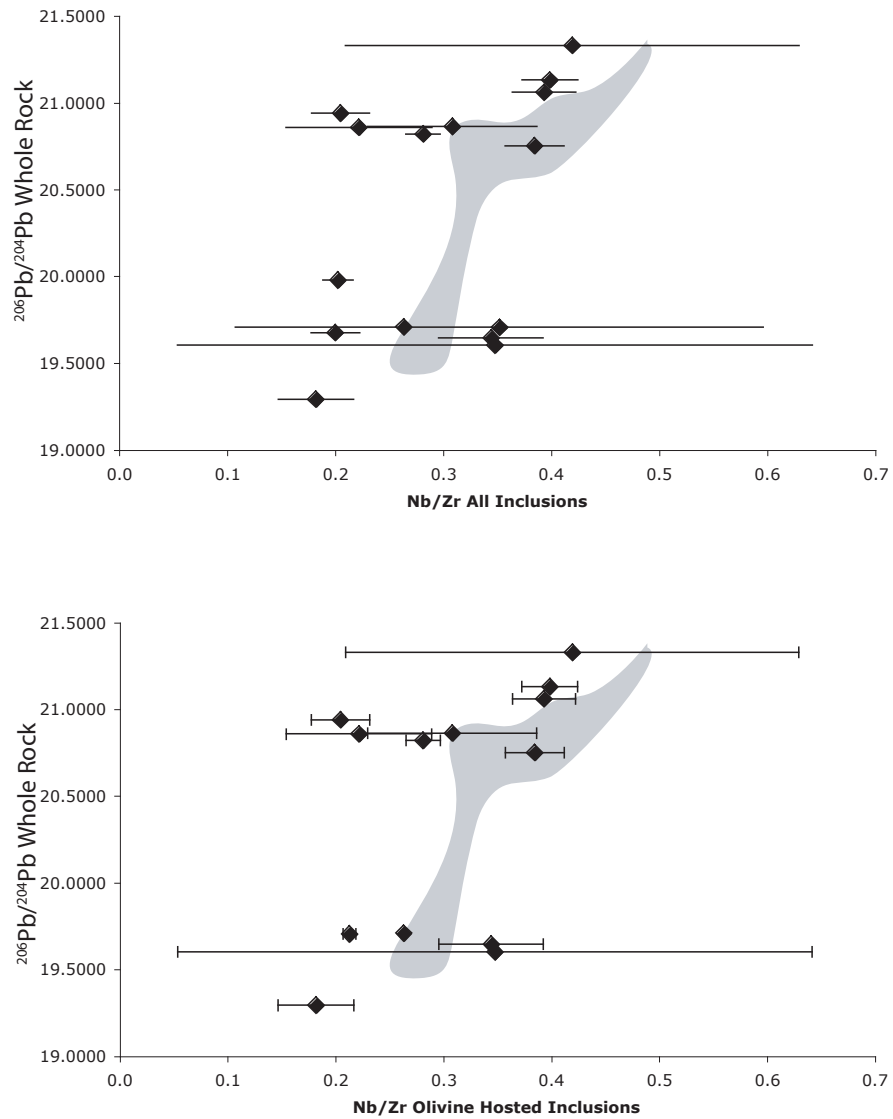 21.5000
21.0000
20.5000
20.0000
19.5000
19.0000
²⁰⁶Pb/²⁰⁴Pb Whole Rock
0.0 0.1 0.2 0.3 0.4 0.5 0.6 0.7
Nb/Zr All Inclusions
21.5000
21.0000
20.5000
20.0000
19.5000
19.0000
²⁰⁶Pb/²⁰⁴Pb Whole Rock
0.0 0.1 0.2 0.3 0.4 0.5 0.6 0.7
Nb/Zr Olivine Hosted Inclusions